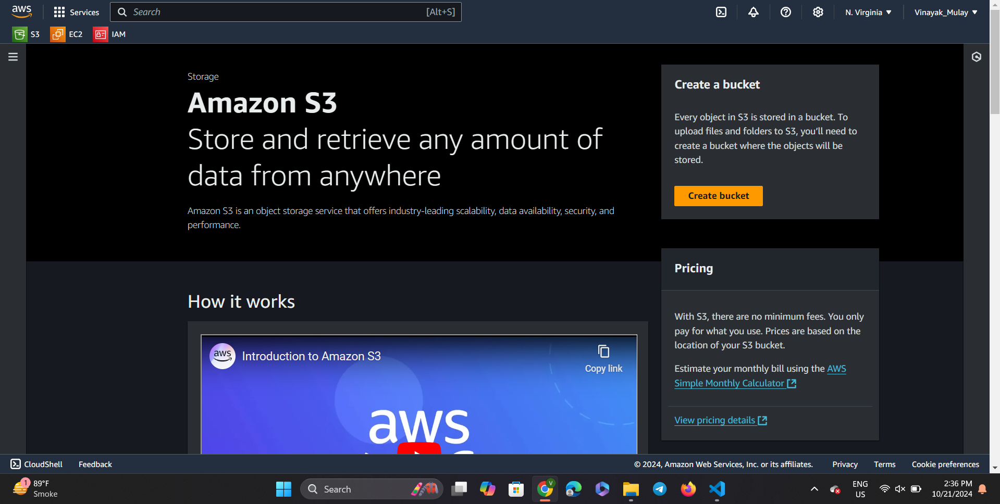 aws
Services
Search
[Alt+S]
N. Virginia
Vinayak_Mulay
S3
EC2
IAM
Storage
Amazon S3
Store and retrieve any amount of
data from anywhere
Amazon S3 is an object storage service that offers industry-leading scalability, data availability, security, and
performance.
Create a bucket
Every object in S3 is stored in a bucket. To
upload files and folders to S3, you’ll need to
create a bucket where the objects will be
stored.
Create bucket
Pricing
With S3, there are no minimum fees. You only
pay for what you use. Prices are based on the
location of your S3 bucket.
Estimate your monthly bill using the AWS
Simple Monthly Calculator
View pricing details
How it works
aws
Introduction to Amazon S3
Copy link
aws
CloudShell
Feedback
© 2024, Amazon Web Services, Inc. or its affiliates.
Privacy
Terms
Cookie preferences
1
89°F
Smoke
Search
V
ENG
US
2:36 PM
10/21/2024